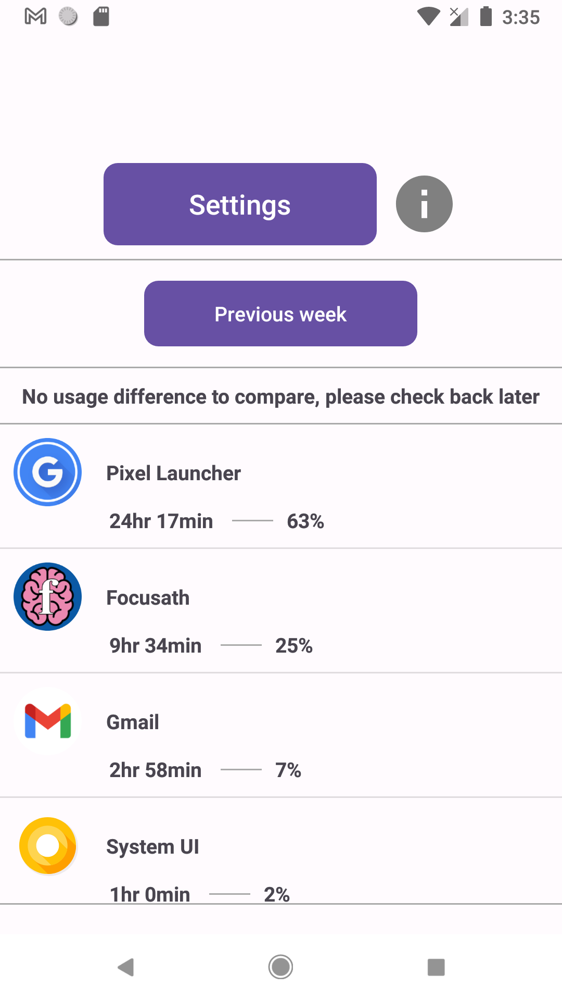 3:35
Settings
Previous week
No usage difference to compare, please check back later
Pixel Launcher
24hr 17min 63%
Focusath
9hr 34min 25%
Gmail
2hr 58min 7%
System UI
1hr 0min 2%